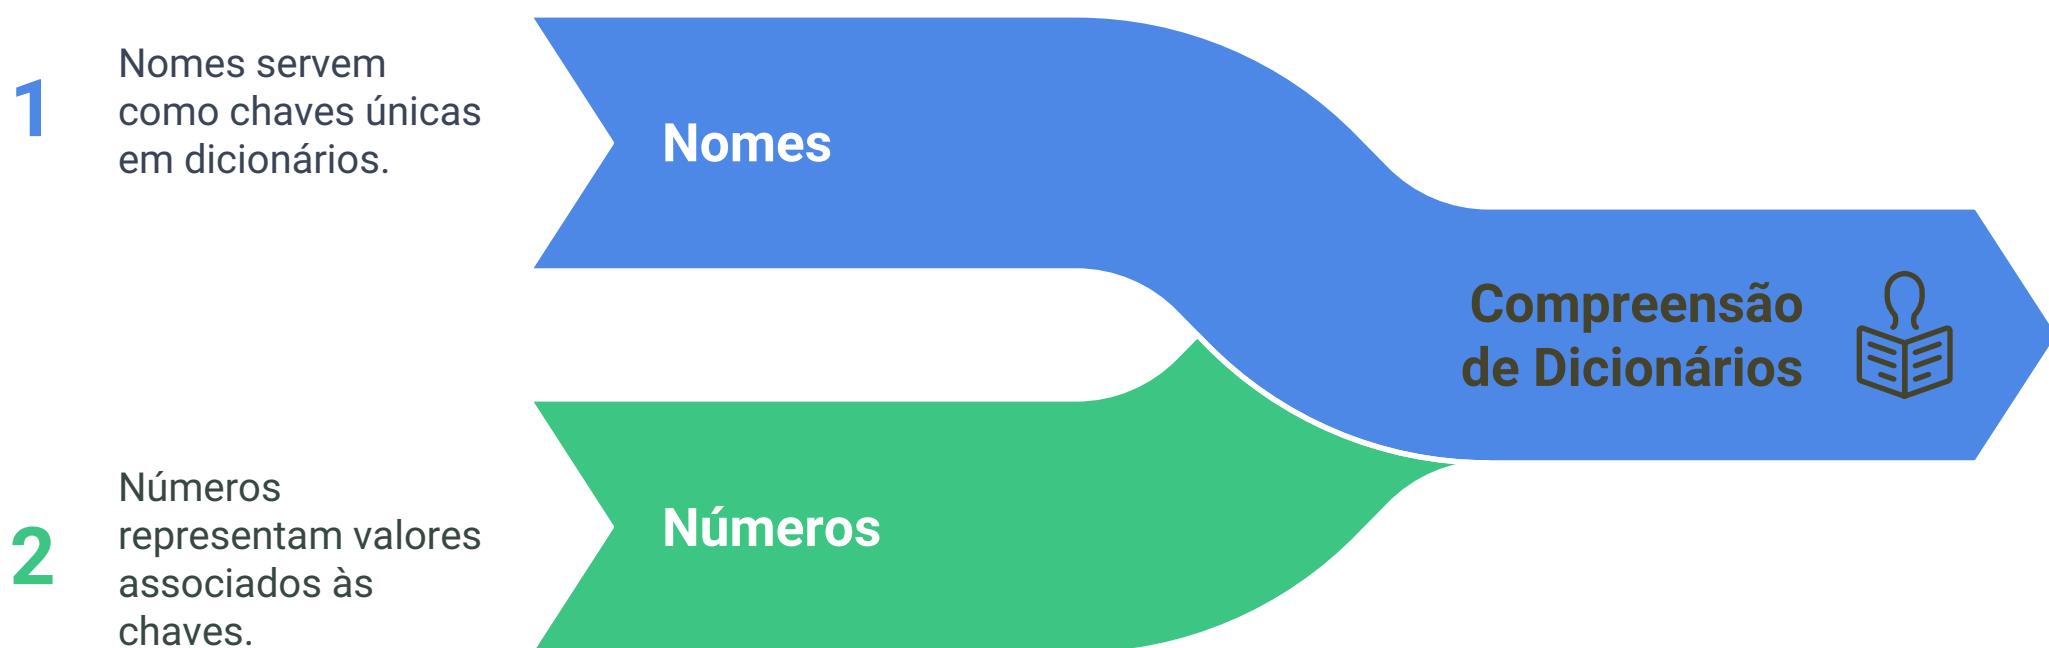 1
Nomes servem
como chaves únicas
em dicionários.
Nomes
Compreensão
de Dicionários
2
Números
representam valores
associados às
chaves.
Números